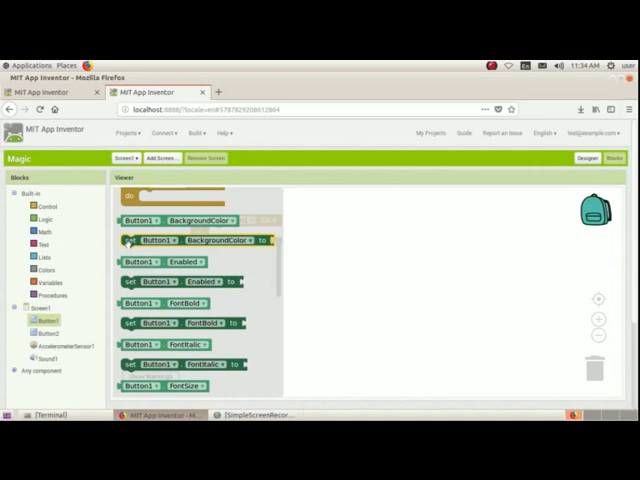 Applications Places En 11:34 AM user
MIT App Inventor - Mozilla Firefox
MIT App Inventor MIT App Inventor
MIT App Inventor Projects Connect Build Help My Projects Guide Report an Issue English test@example.com
Magic Screen1 Add Screen ... Remove Screen Designer Blocks
Blocks Viewer
Built-in
Control
Logic
Math
Text
Lists
Colors
Variables
Procedures
Screen1
Button1
Button2
AccelerometerSensor1
Sound1
Any component
do
Button1 . BackgroundColor
set Button1 . BackgroundColor to
Button1 . Enabled
set Button1 . Enabled to
Button1 . FontBold
set Button1 . FontBold to
Button1 . FontItalic
set Button1 . FontItalic to
Button1 . FontSize
[Terminal] MIT App Inventor - M... [SimpleScreenRecor...